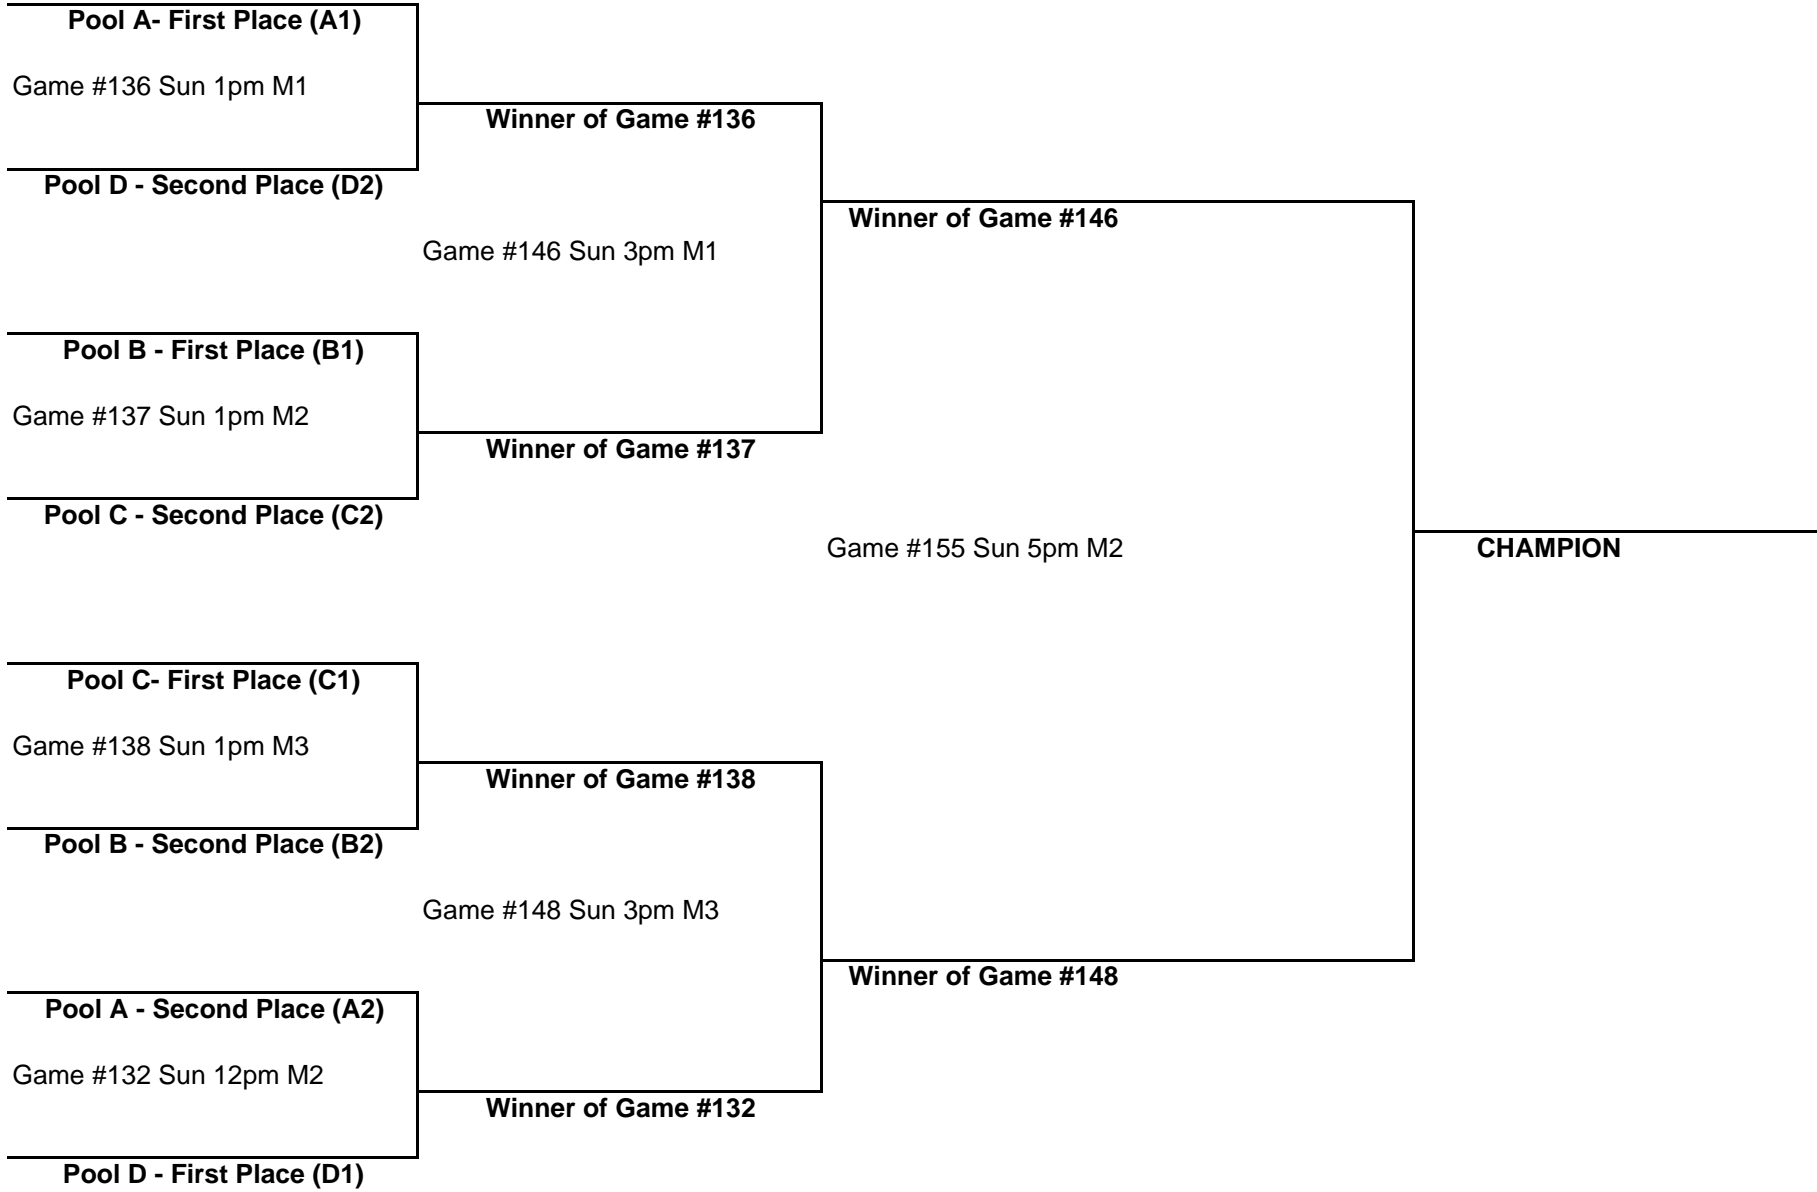 Pool A- First Place (A1)
Game #136 Sun 1pm M1
Winner of Game #136
Pool D - Second Place (D2)
Winner of Game #146
Game #146 Sun 3pm M1
Pool B - First Place (B1)
Game #137 Sun 1pm M2
Winner of Game #137
Pool C - Second Place (C2)
Game #155 Sun 5pm M2
CHAMPION
Pool C- First Place (C1)
Game #138 Sun 1pm M3
Winner of Game #138
Pool B - Second Place (B2)
Game #148 Sun 3pm M3
Winner of Game #148
Pool A - Second Place (A2)
Game #132 Sun 12pm M2
Winner of Game #132
Pool D - First Place (D1)